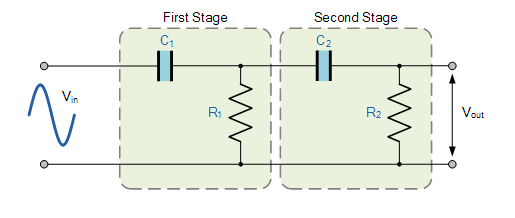 First Stage
Second Stage
C1
C2
Vin
R1
R2
Vout